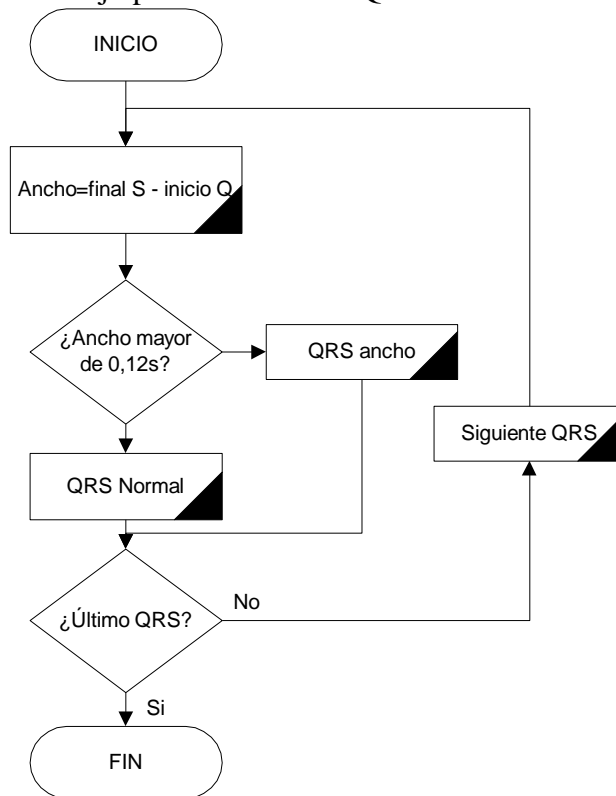 INICIO
Ancho=final S - inicio Q
¿Ancho mayor
de 0,12s?
QRS ancho
Siguiente QRS
QRS Normal
¿Último QRS?
No
Si
FIN